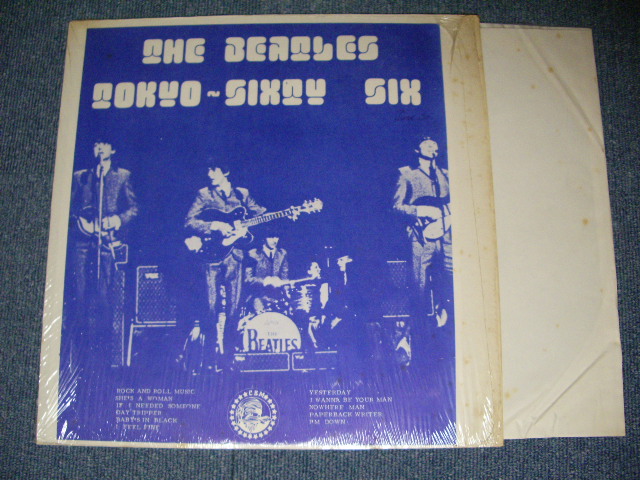 THE BEATLES
TOKYO~SIXTY SIX
THE
BEATLES
ROCK AND ROLL MUSIC
SHE'S A WOMAN
IF I NEEDED SOMEONE
DAY TRIPPER
BABY'S IN BLACK
I FEEL FINE
YESTERDAY
I WANNA BE YOUR MAN
NOWHERE MAN
PAPERBACK WRITER
I'M DOWN